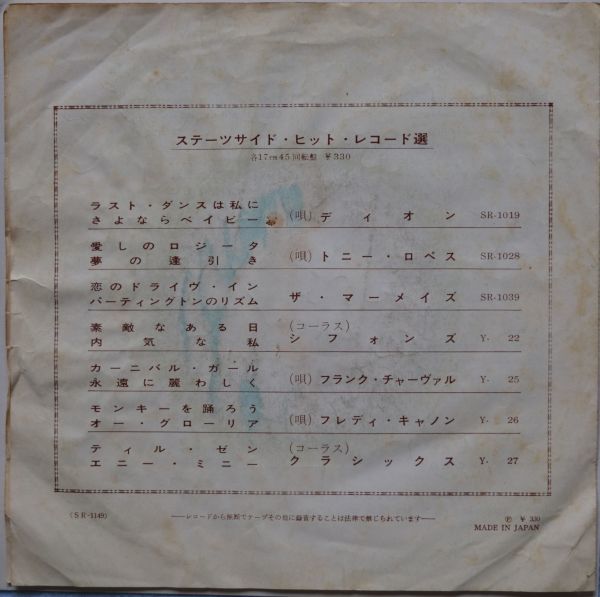 ステーツサイド・ヒット・レコード選
各17cm45回転盤 ¥330
ラスト・ダンスは私に
さよならベイビー (唄) ディオン SR-1019
愛しのロジータ
夢の逢引き (唄) トニー・ロペス SR-1028
恋のドライヴ・イン
パーティングトンのリズム ザ・マーメイズ SR-1039
素敵なある日 (コーラス)
内気な私 シフォンズ Y- 22
カーニバル・ガール
永遠に麗わしく (唄) フランク・チャーヴァル Y- 25
モンキーを踊ろう
オー・グローリア (唄) フレディ・キャノン Y- 26
ティル・ゼン (コーラス)
エニー・ミニー クラシックス Y- 27
(SR-1149) ――レコードから無断でテープその他に録音することは法律で禁じられています―― Ⓟ ¥ 330
MADE IN JAPAN